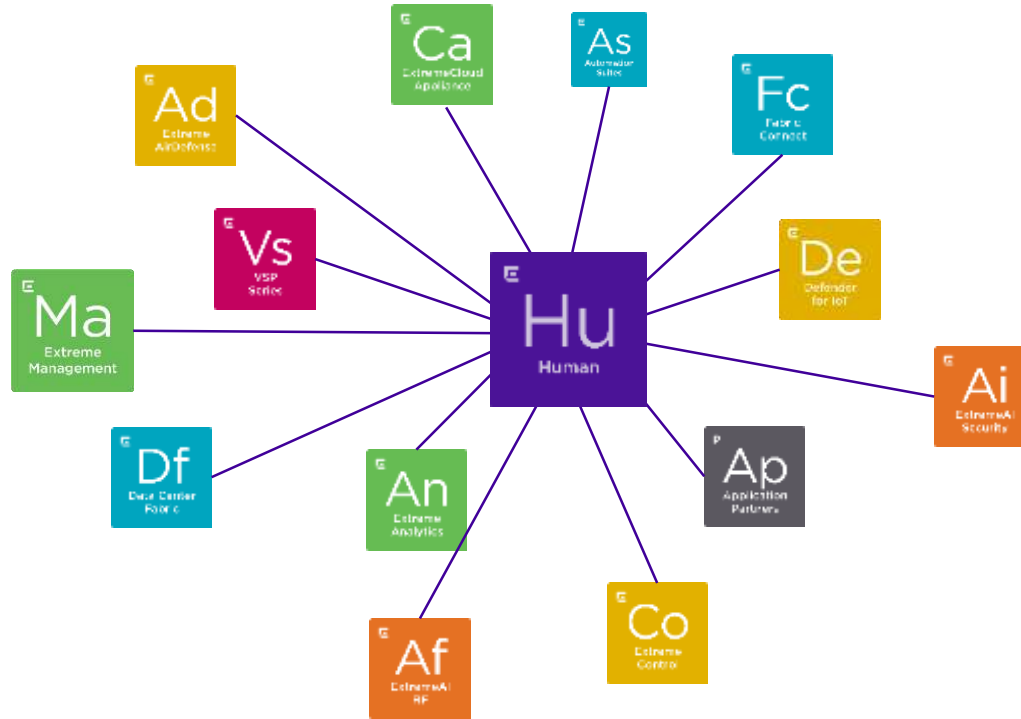 Ca
ExtremeCloud
Appliance
As
Automation
Suites
Fc
Fabric
Connect
Ad
Extreme
AirDefense
Vs
VSP
Series
De
Defender
for IoT
Hu
Human
Ma
Extreme
Management
Ai
ExtremeAI
Security
Df
Data Center
Fabric
An
Extreme
Analytics
P
Ap
Application
Partners
Co
Extreme
Control
Af
ExtremeAI
RF